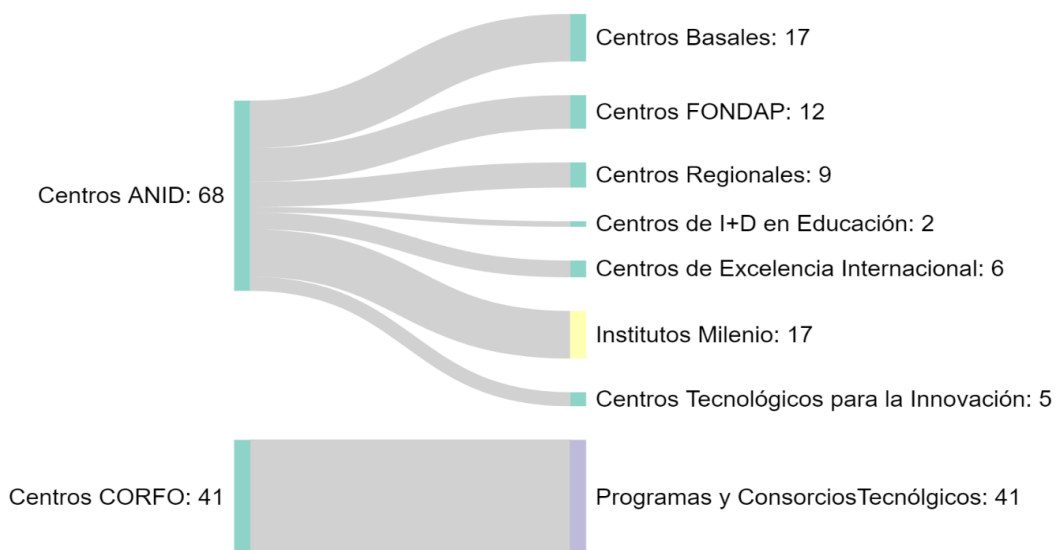 Centros ANID: 68
Centros Basales: 17
Centros FONDAP: 12
Centros Regionales: 9
Centros de I+D en Educación: 2
Centros de Excelencia Internacional: 6
Institutos Milenio: 17
Centros Tecnológicos para la Innovación: 5
Centros CORFO: 41
Programas y ConsorciosTecnólgicos: 41